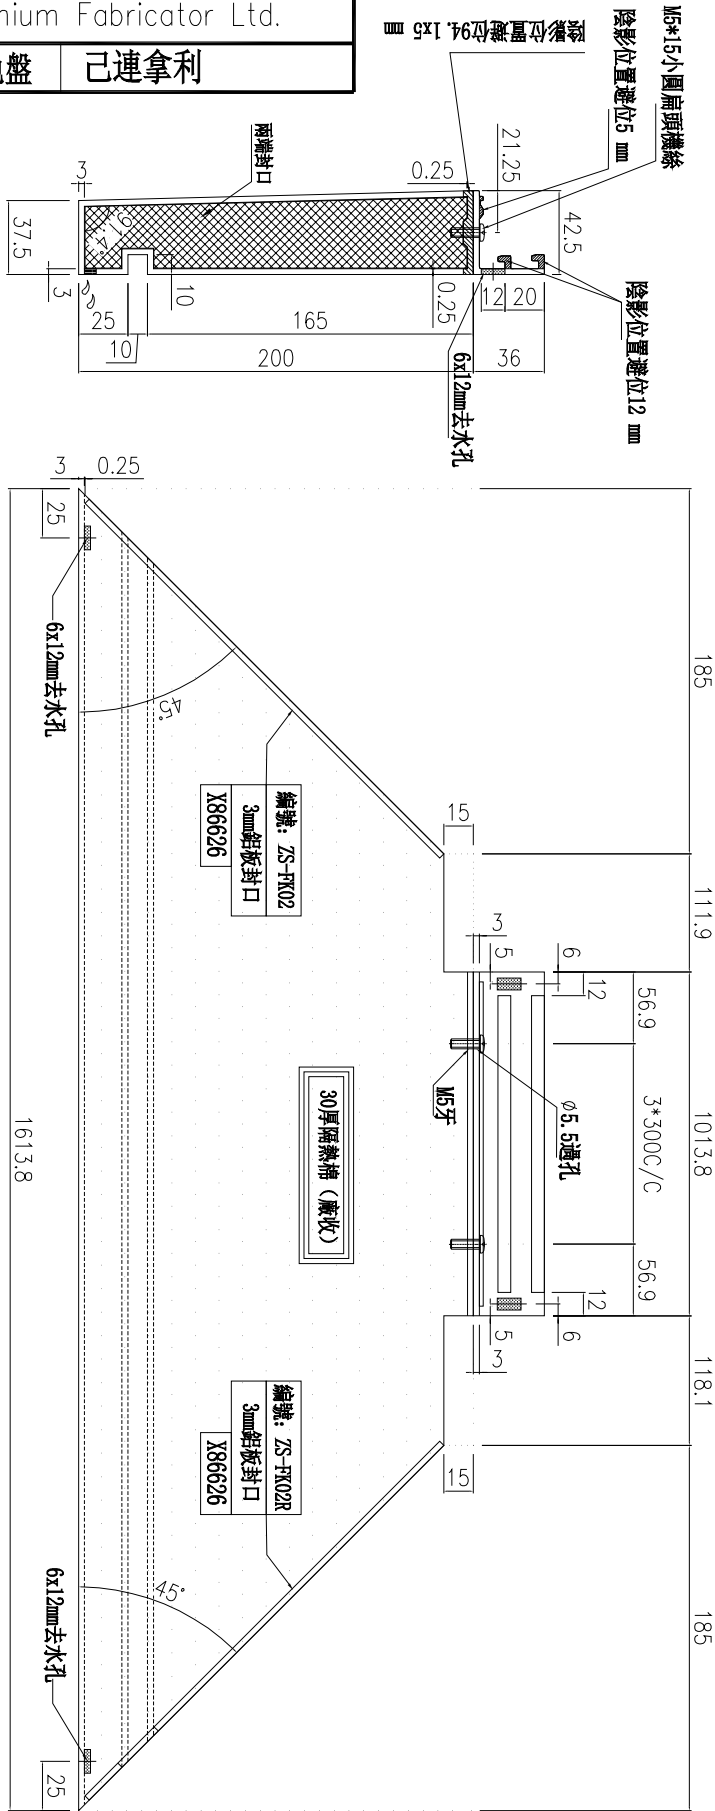 nium Fabricator Ltd.
盤
己連拿利
M5*15小圓扁頭機絲
陰影位置避位5 mm
陰影位置避位94.1x5 mm
陰影位置避位12 mm
兩端封口
3
37.5
3
91.4°
0.25
21.25
42.5
0.25
12
20
10
25
165
10
200
36
6x12mm去水孔
3
0.25
25
6x12mm去水孔
45°
編號: ZS-FK02
3mm鋁板封口
X86626
15
185
111.9
3
5
6
12
56.9
M5牙
Ø5.5過孔
3*300C/C
1013.8
30厚隔熱棉（廠收）
1613.8
56.9
12
6
5
3
118.1
15
編號: ZS-FK02R
3mm鋁板封口
X86626
45°
185
6x12mm去水孔
25